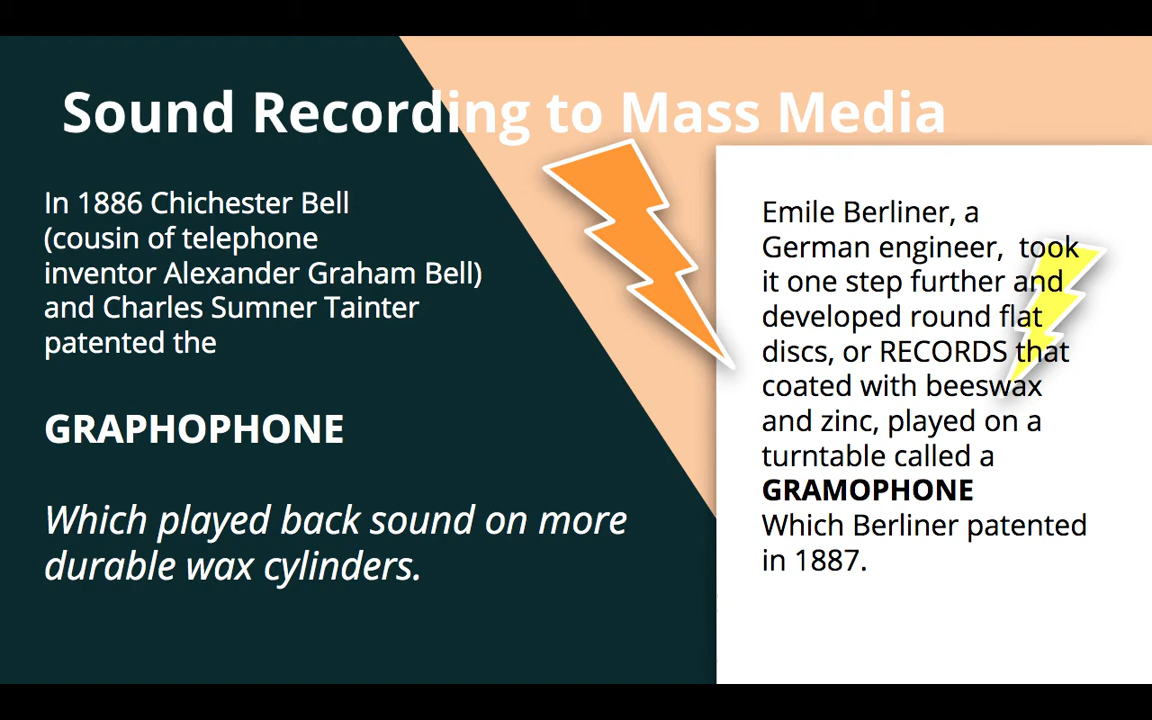 Sound Recording to Mass Media
In 1886 Chichester Bell
(cousin of telephone
inventor Alexander Graham Bell)
and Charles Sumner Tainter
patented the
GRAPHOPHONE
Which played back sound on more
durable wax cylinders.
Emile Berliner, a
German engineer,  took
it one step further and
developed round flat
discs, or RECORDS that
coated with beeswax
and zinc, played on a
turntable called a
GRAMOPHONE
Which Berliner patented
in 1887.